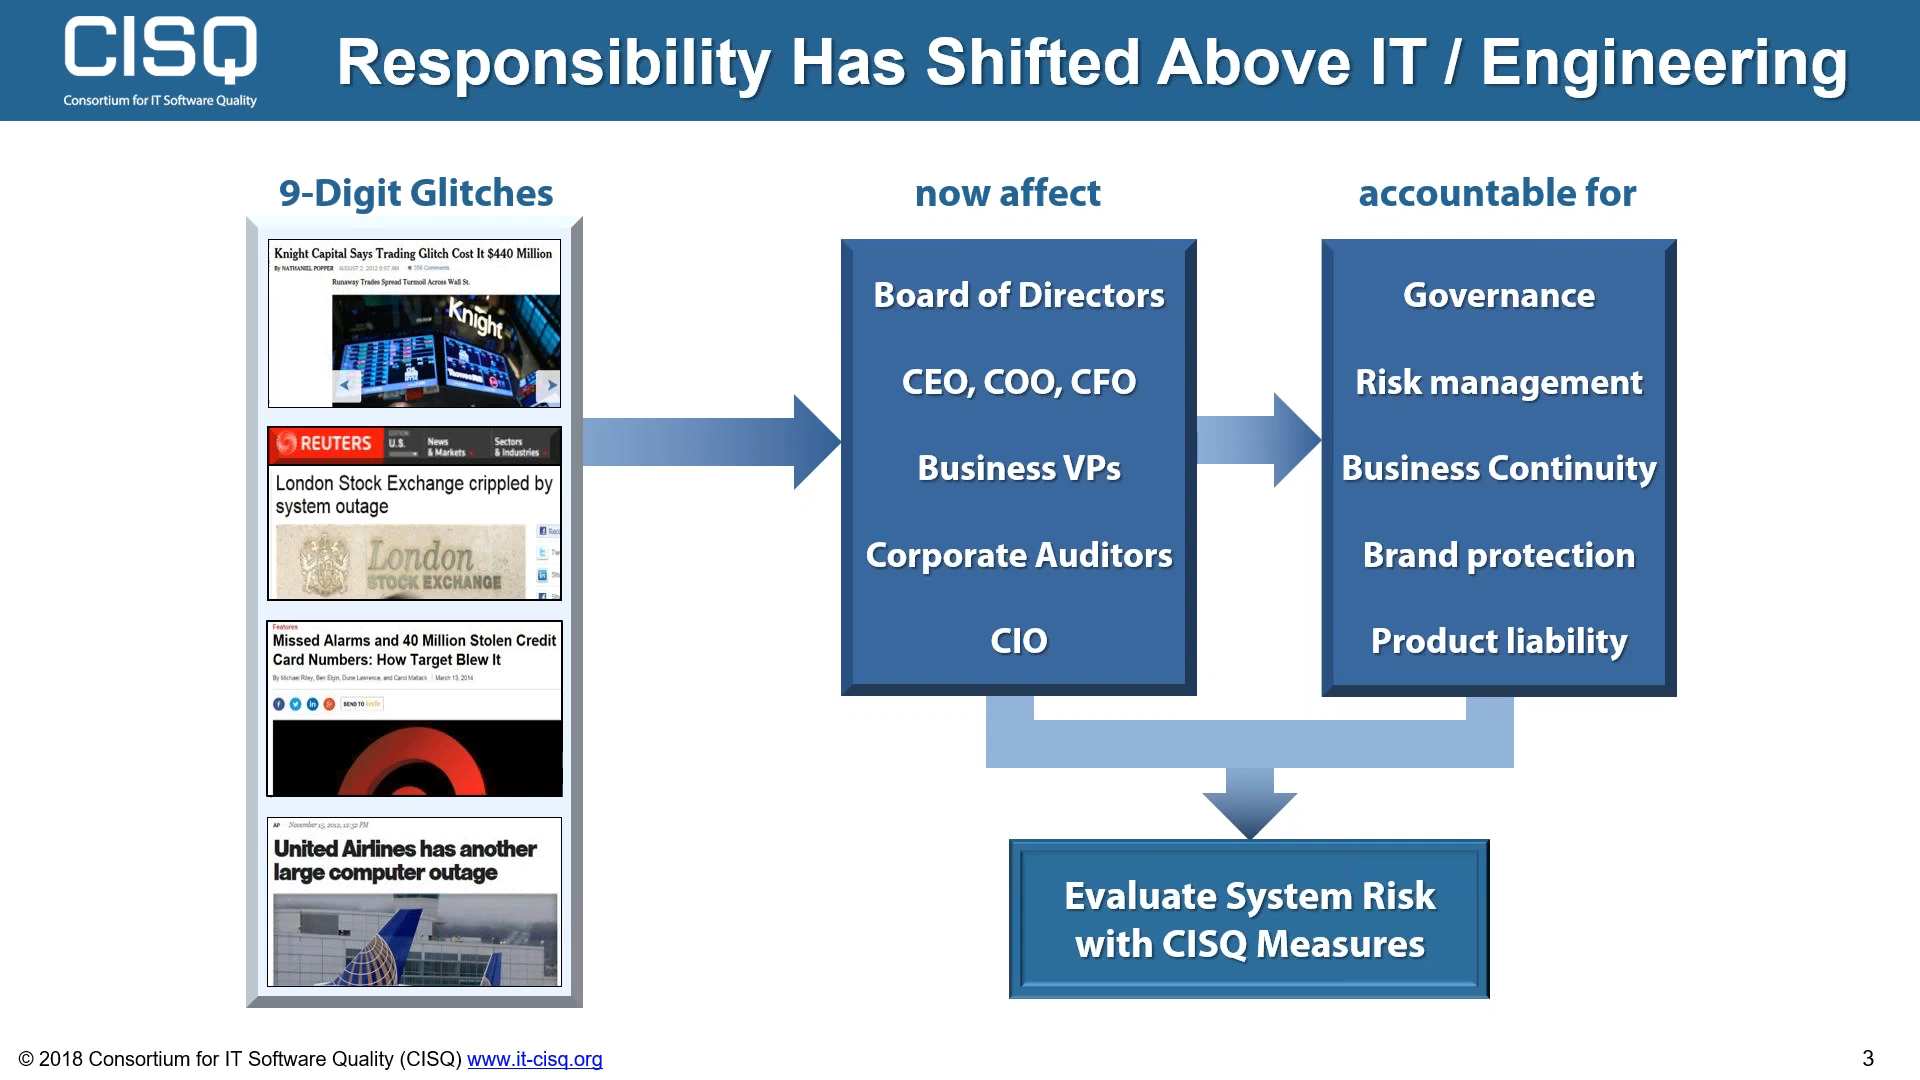 CISQ
Consortium for IT Software Quality
Responsibility Has Shifted Above IT / Engineering
9-Digit Glitches
Knight Capital Says Trading Glitch Cost It $440 Million
By NATHANIEL POPPER AUGUST 2, 2012 9:07 AM 356 Comments
Runaway Trades Spread Turmoil Across Wall St.
Knight
REUTERS
EDITION:
U.S.
News
& Markets
Sectors
& Industries
London Stock Exchange crippled by
system outage
London
STOCK EXCHANGE
Features
Missed Alarms and 40 Million Stolen Credit
Card Numbers: How Target Blew It
By Michael Riley, Ben Elgin, Dune Lawrence, and Carol Matlack | March 13, 2014
SEND TO kindle
AP November 15, 2012, 12:32 PM
United Airlines has another
large computer outage
now affect
Board of Directors
CEO, COO, CFO
Business VPs
Corporate Auditors
CIO
accountable for
Governance
Risk management
Business Continuity
Brand protection
Product liability
Evaluate System Risk
with CISQ Measures
© 2018 Consortium for IT Software Quality (CISQ) www.it-cisq.org
3